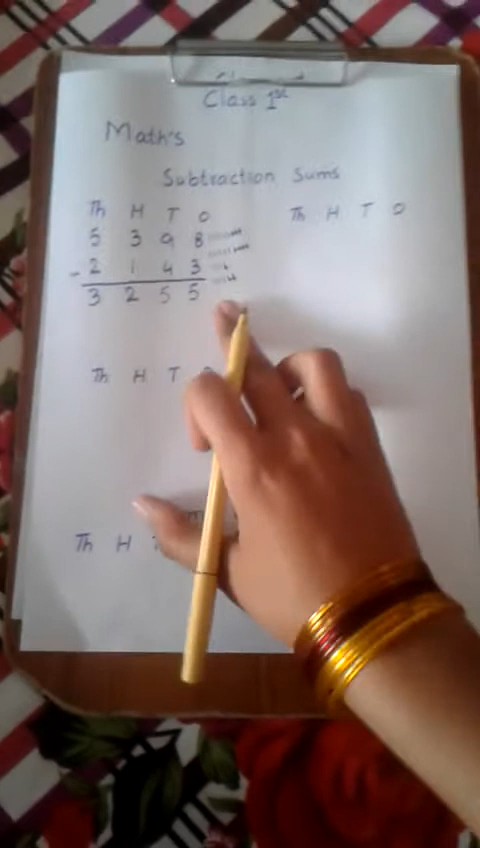 Class 1st
Math's
Subtraction Sums
Th H T O
5 3 9 8
- 2 1 4 3
3 2 5 5
Th H T O
Th H T
Th H